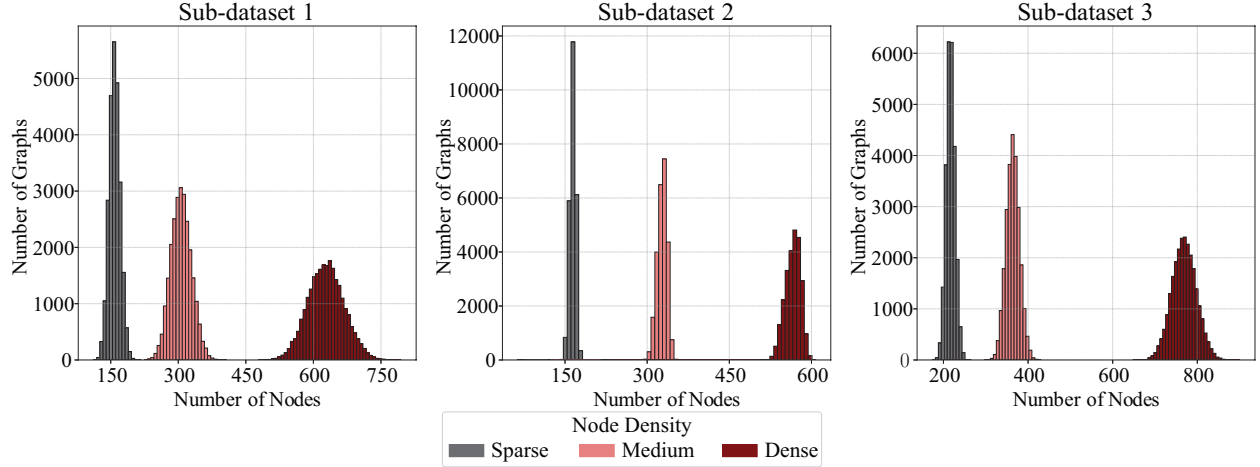 Sub-dataset 1
Number of Graphs
5000
4000
3000
2000
1000
0
150 300 450 600 750
Number of Nodes
Sub-dataset 2
Number of Graphs
12000
10000
8000
6000
4000
2000
0
150 300 450 600
Number of Nodes
Sub-dataset 3
Number of Graphs
6000
5000
4000
3000
2000
1000
0
200 400 600 800
Number of Nodes
Node Density
Sparse Medium Dense